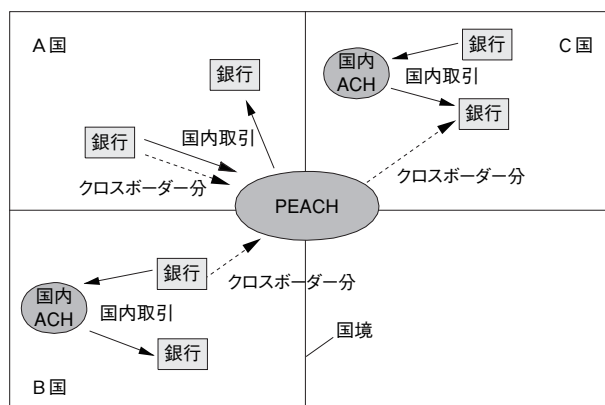 A国
銀行
国内取引
銀行
クロスボーダー分
C国
銀行
国内
ACH
国内取引
銀行
クロスボーダー分
PEACH
銀行
クロスボーダー分
国内
ACH
国内取引
銀行
国境
B国